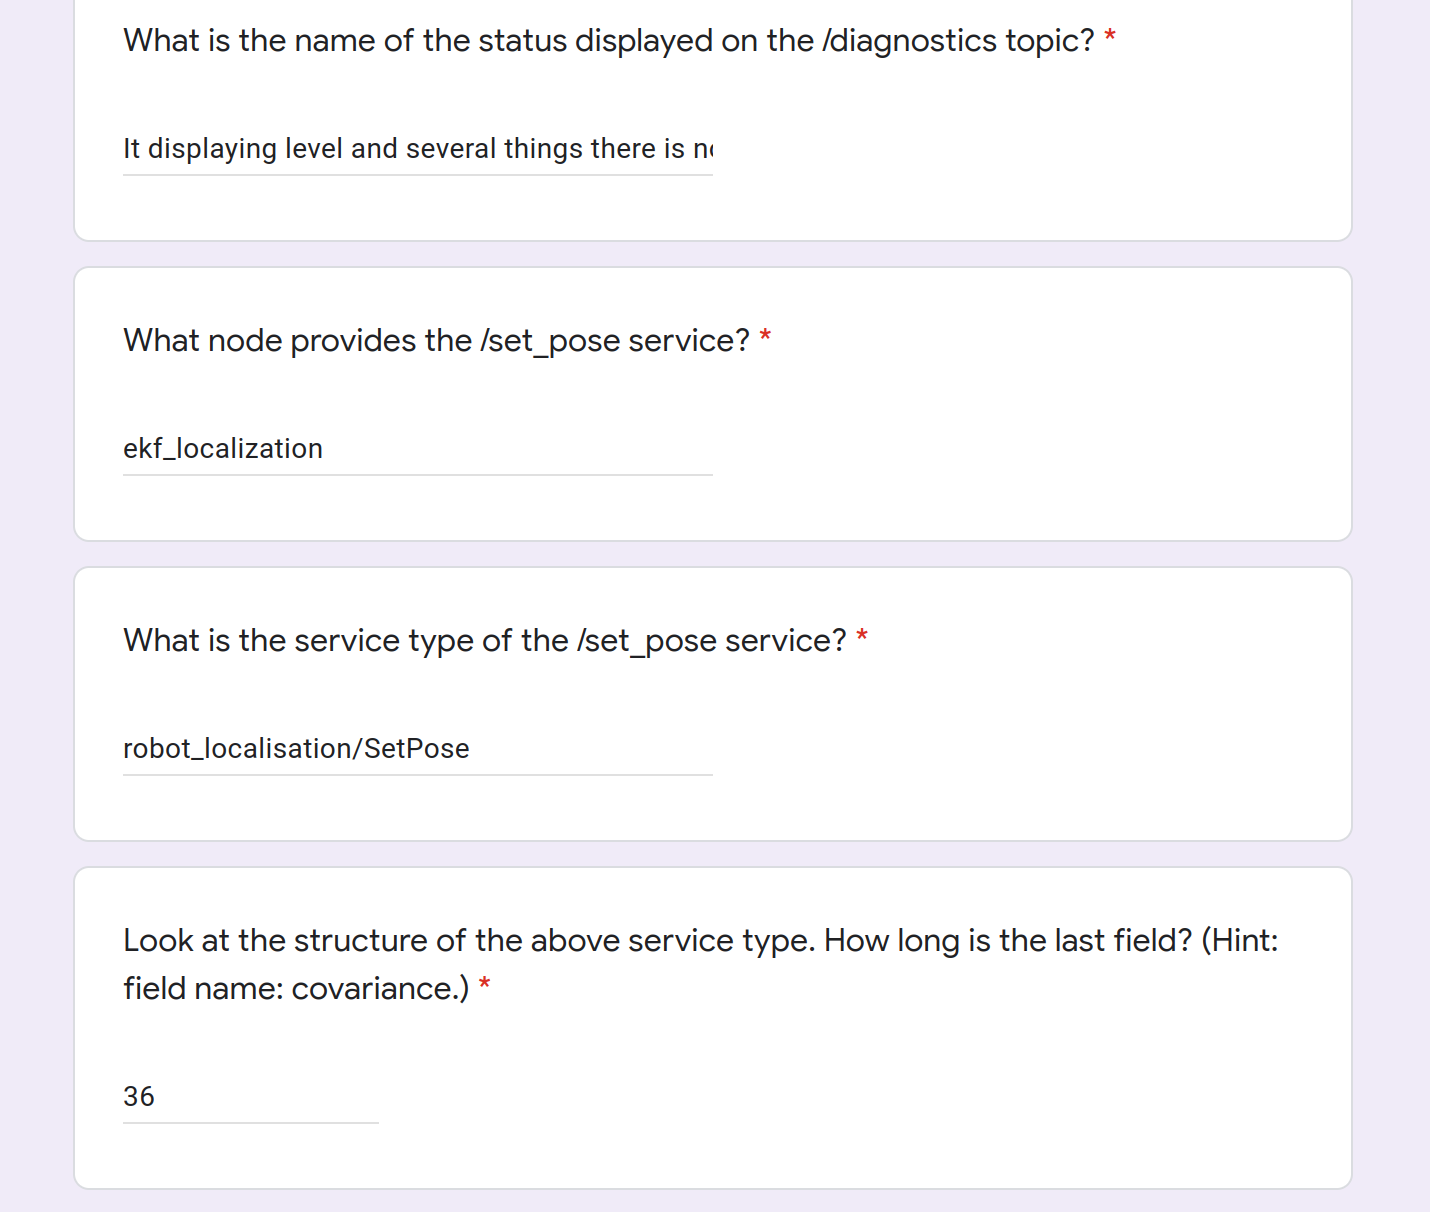 What is the name of the status displayed on the /diagnostics topic? *
It displaying level and several things there is
What node provides the /set_pose service? *
ekf_localization
What is the service type of the /set_pose service? *
robot_localisation/SetPose
Look at the structure of the above service type. How long is the last field? (Hint:
field name: covariance.) *
36